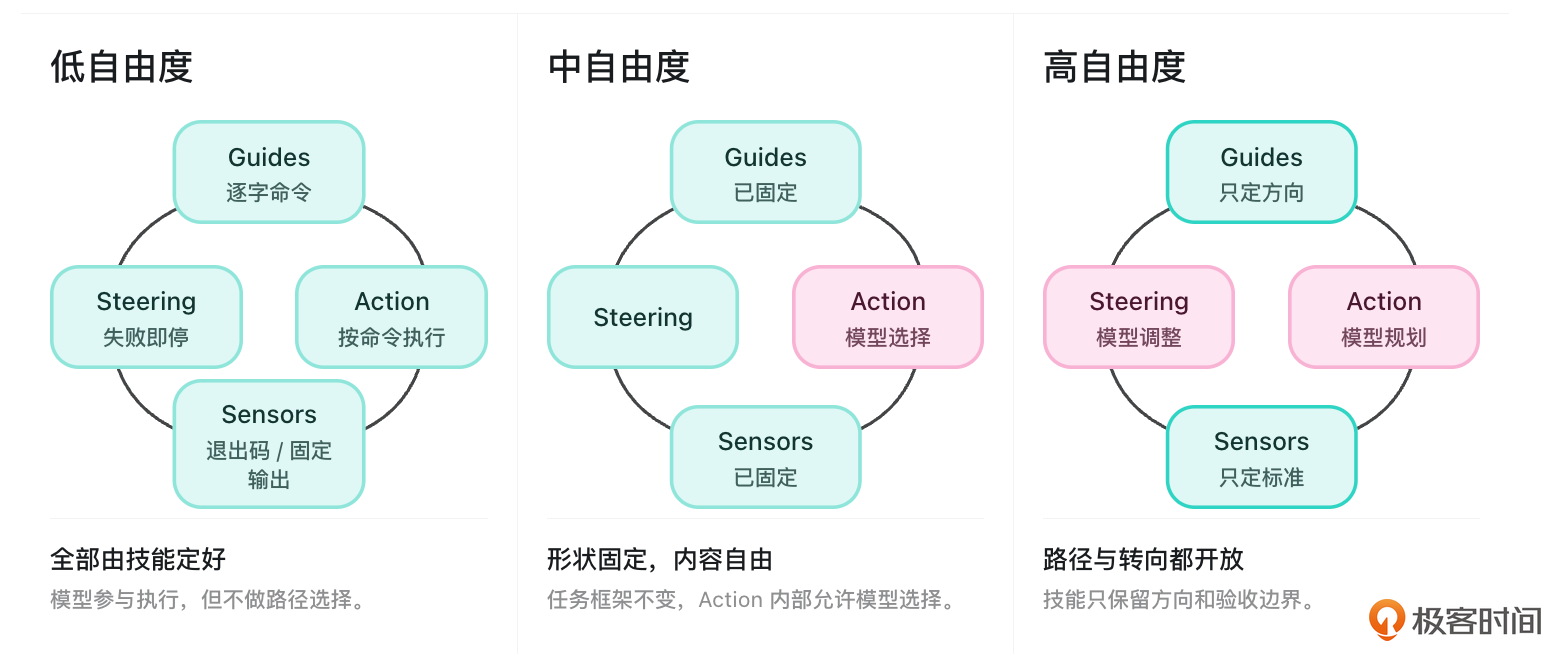 低自由度
Guides
逐字命令
Steering
失败即停
Action
按命令执行
Sensors
退出码 / 固定
输出
全部由技能定好
模型参与执行，但不做路径选择。
中自由度
Guides
已固定
Steering
Action
模型选择
Sensors
已固定
形状固定，内容自由
任务框架不变，Action 内部允许模型选择。
高自由度
Guides
只定方向
Steering
模型调整
Action
模型规划
Sensors
只定标准
路径与转向都开放
技能只保留方向和验收边界。
极客时间